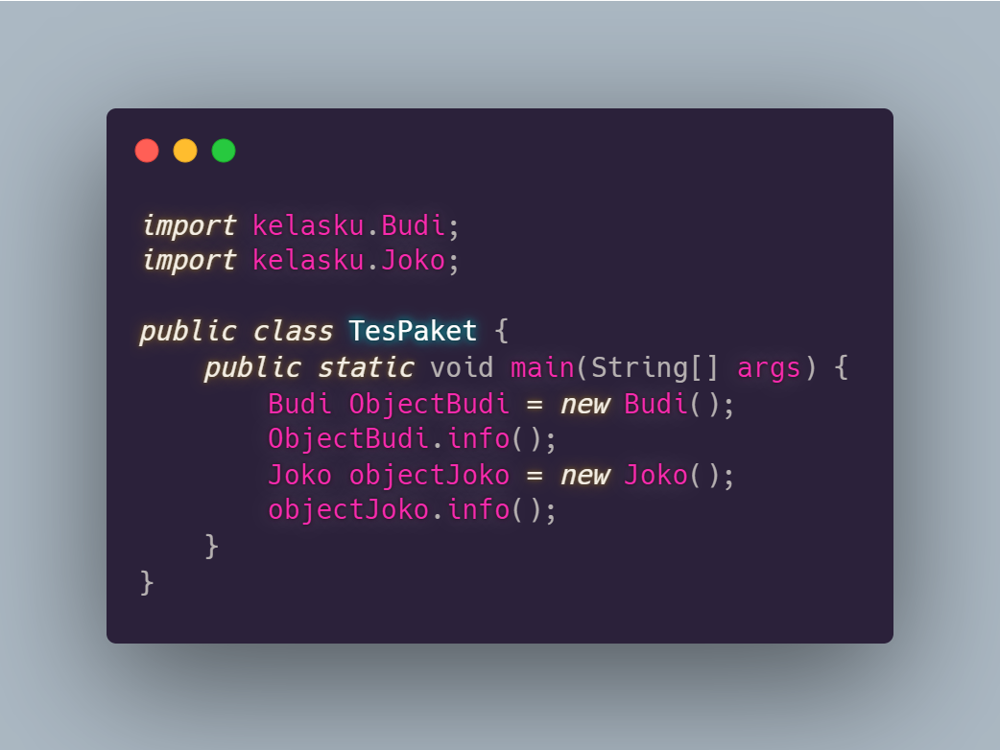 import kelasku.Budi;
import kelasku.Joko;

public class TesPaket {
    public static void main(String[] args) {
        Budi ObjectBudi = new Budi();
        ObjectBudi.info();
        Joko objectJoko = new Joko();
        objectJoko.info();
    }
}